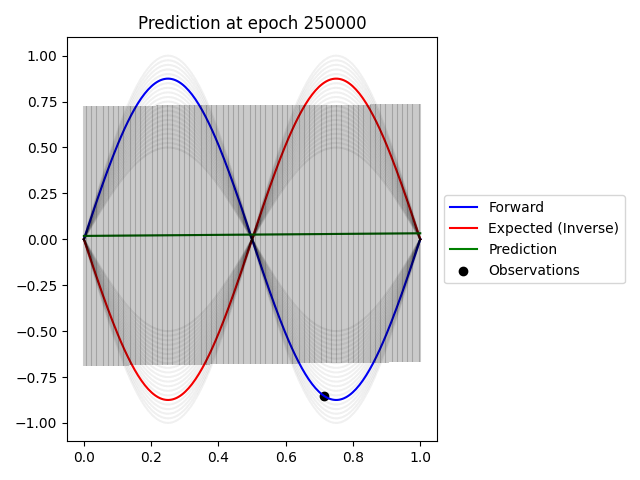 Prediction at epoch 250000
1.00
0.75
0.50
0.25
0.00
−0.25
−0.50
−0.75
−1.00
0.0 0.2 0.4 0.6 0.8 1.0
Forward
Expected (Inverse)
Prediction
Observations